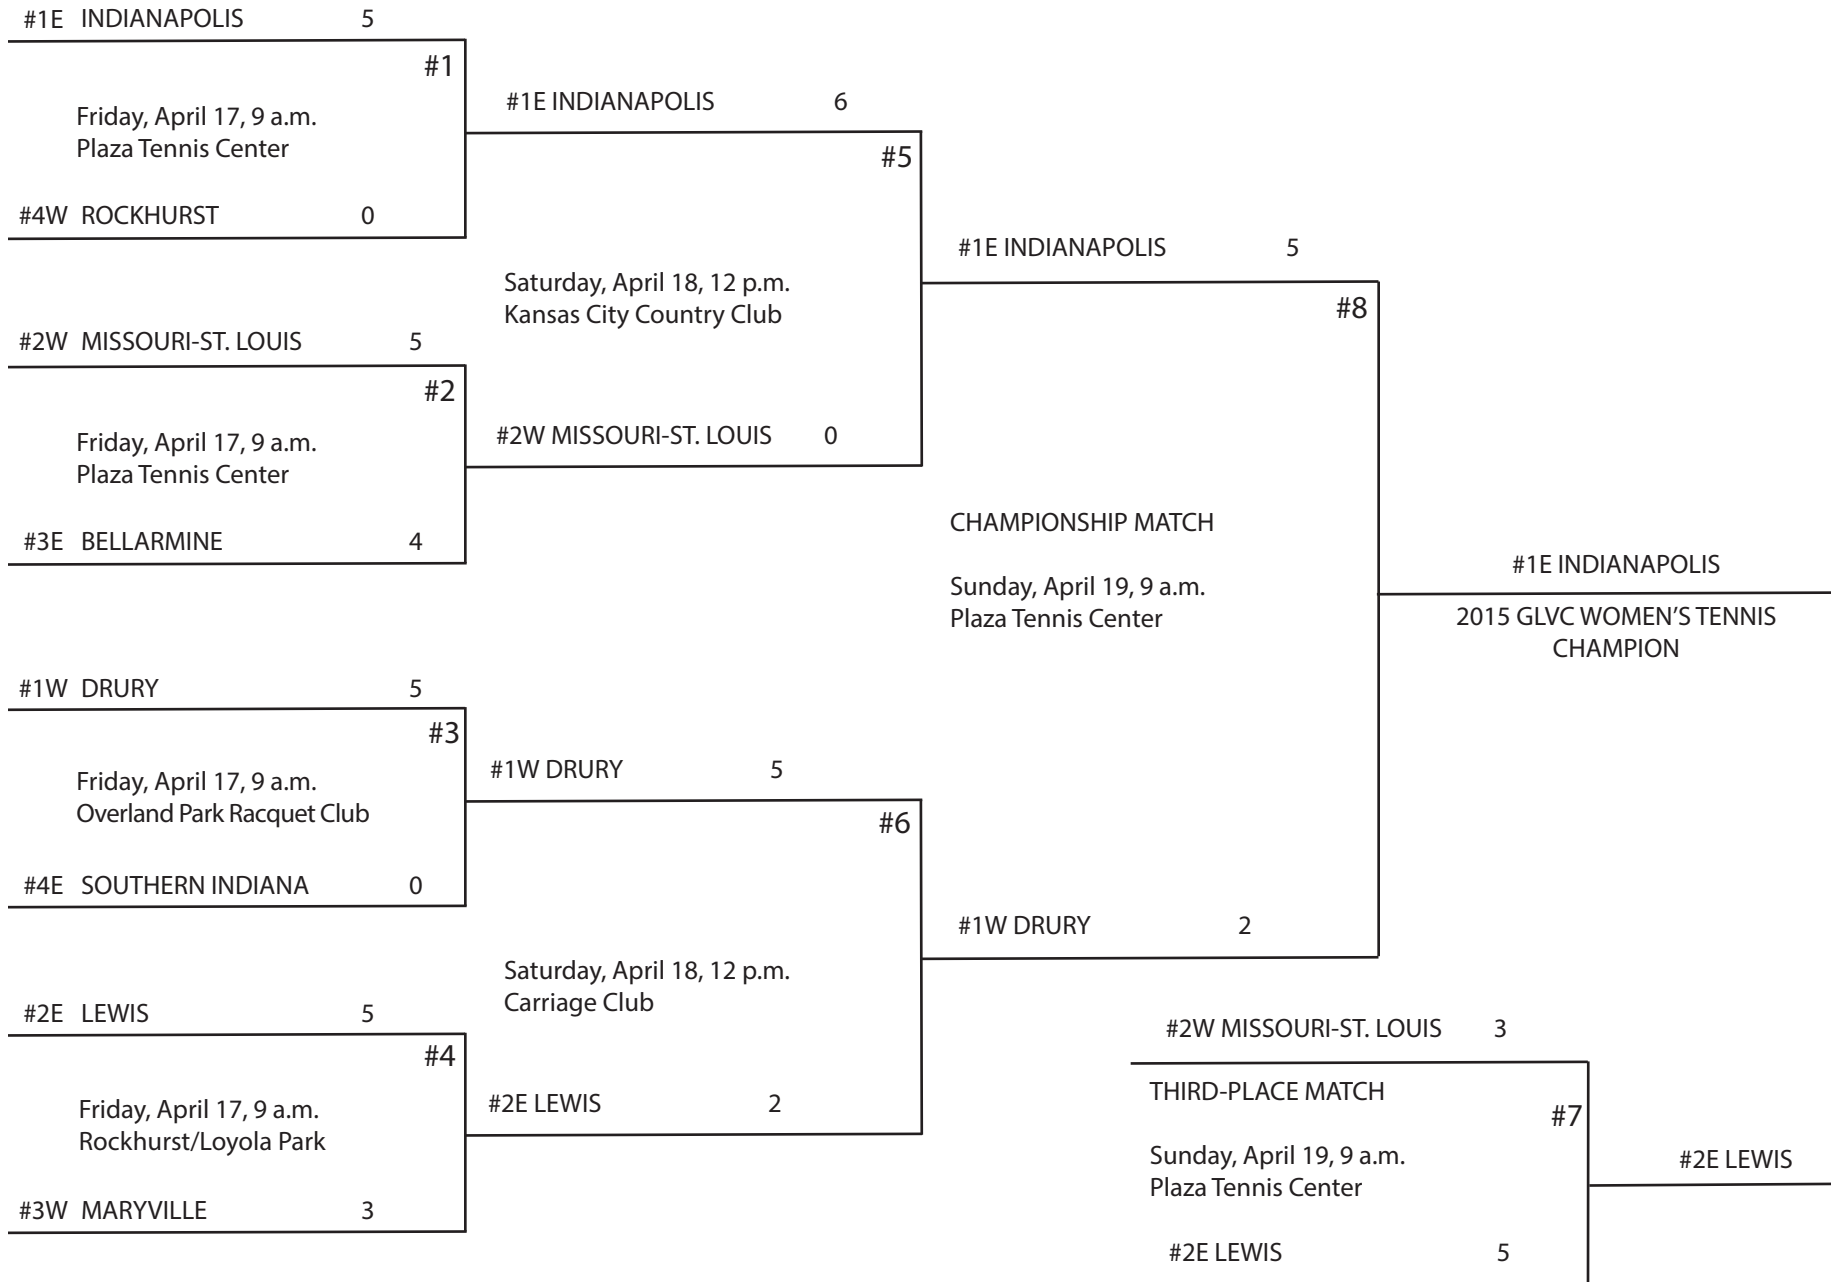 #1E INDIANAPOLIS 5
#1
Friday, April 17, 9 a.m.
Plaza Tennis Center
#4W ROCKHURST 0
#2W MISSOURI-ST. LOUIS 5
#2
Friday, April 17, 9 a.m.
Plaza Tennis Center
#3E BELLARMINE 4
#1W DRURY 5
#3
Friday, April 17, 9 a.m.
Overland Park Racquet Club
#4E SOUTHERN INDIANA 0
#2E LEWIS 5
#4
Friday, April 17, 9 a.m.
Rockhurst/Loyola Park
#3W MARYVILLE 3
#1E INDIANAPOLIS 6
#5
Saturday, April 18, 12 p.m.
Kansas City Country Club
#2W MISSOURI-ST. LOUIS 0
#1W DRURY 5
#6
Saturday, April 18, 12 p.m.
Carriage Club
#2E LEWIS 2
#1E INDIANAPOLIS 5
#8
CHAMPIONSHIP MATCH
Sunday, April 19, 9 a.m.
Plaza Tennis Center
#1W DRURY 2
#1E INDIANAPOLIS
2015 GLVC WOMEN’S TENNIS
CHAMPION
#2W MISSOURI-ST. LOUIS 3
THIRD-PLACE MATCH
#7
Sunday, April 19, 9 a.m.
Plaza Tennis Center
#2E LEWIS 5
#2E LEWIS